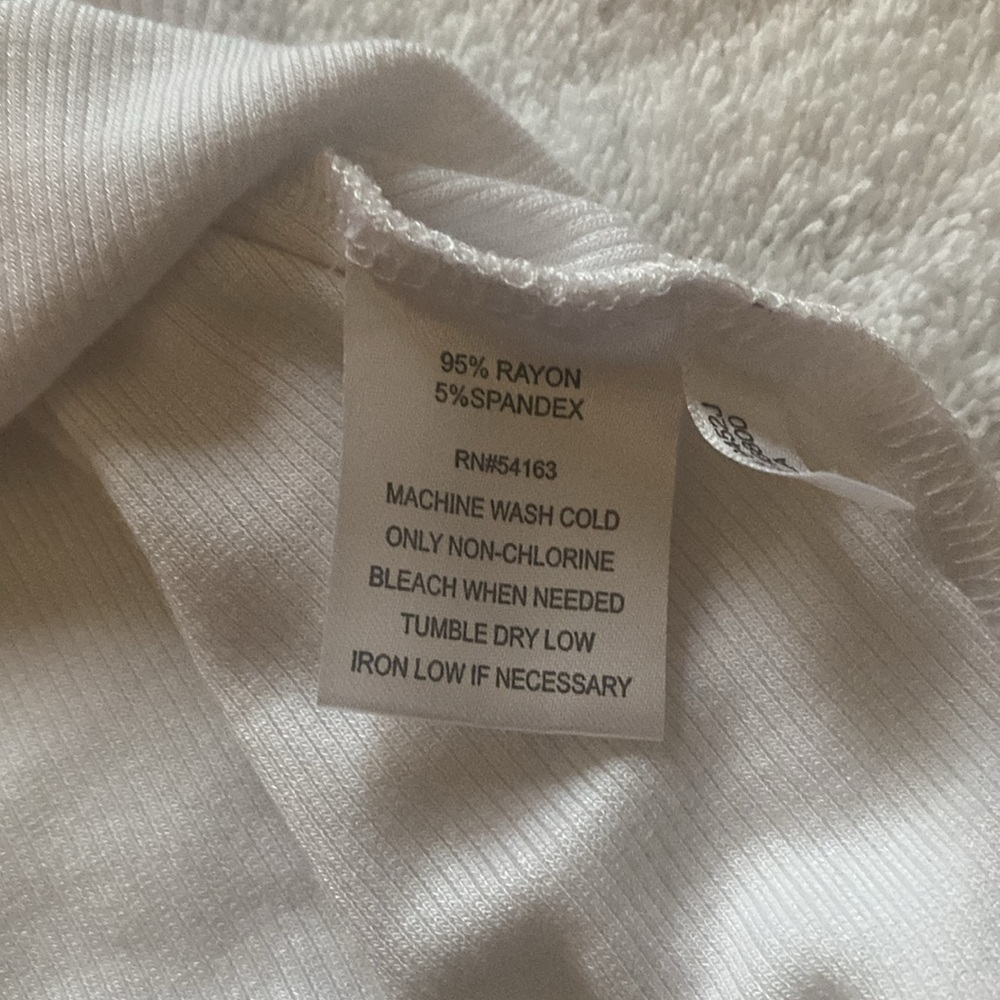 95% RAYON
5%SPANDEX
RN#54163
MACHINE WASH COLD
ONLY NON-CHLORINE
BLEACH WHEN NEEDED
TUMBLE DRY LOW
IRON LOW IF NECESSARY